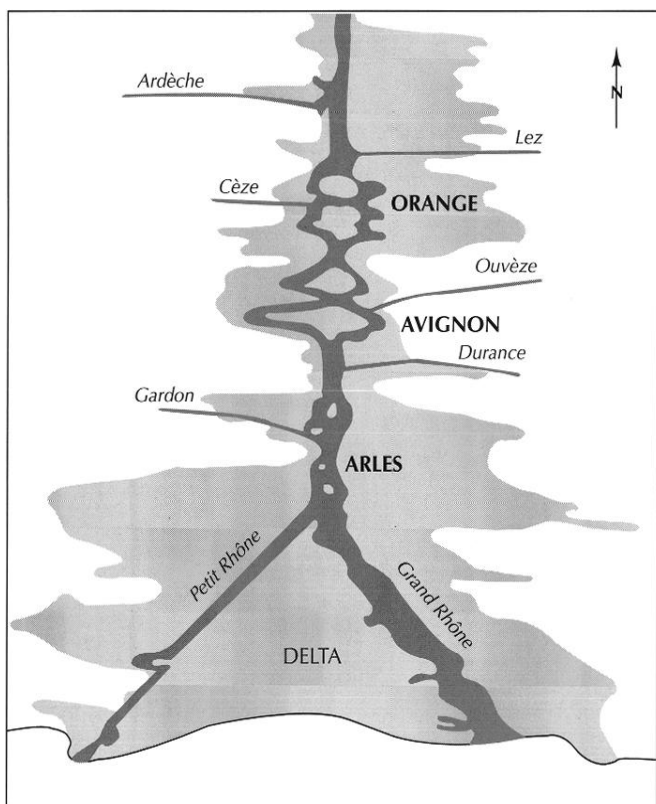 Ardèche
N
Lez
Cèze
ORANGE
Ouvèze
AVIGNON
Durance
Gardon
ARLES
Petit Rhône
Grand Rhône
DELTA